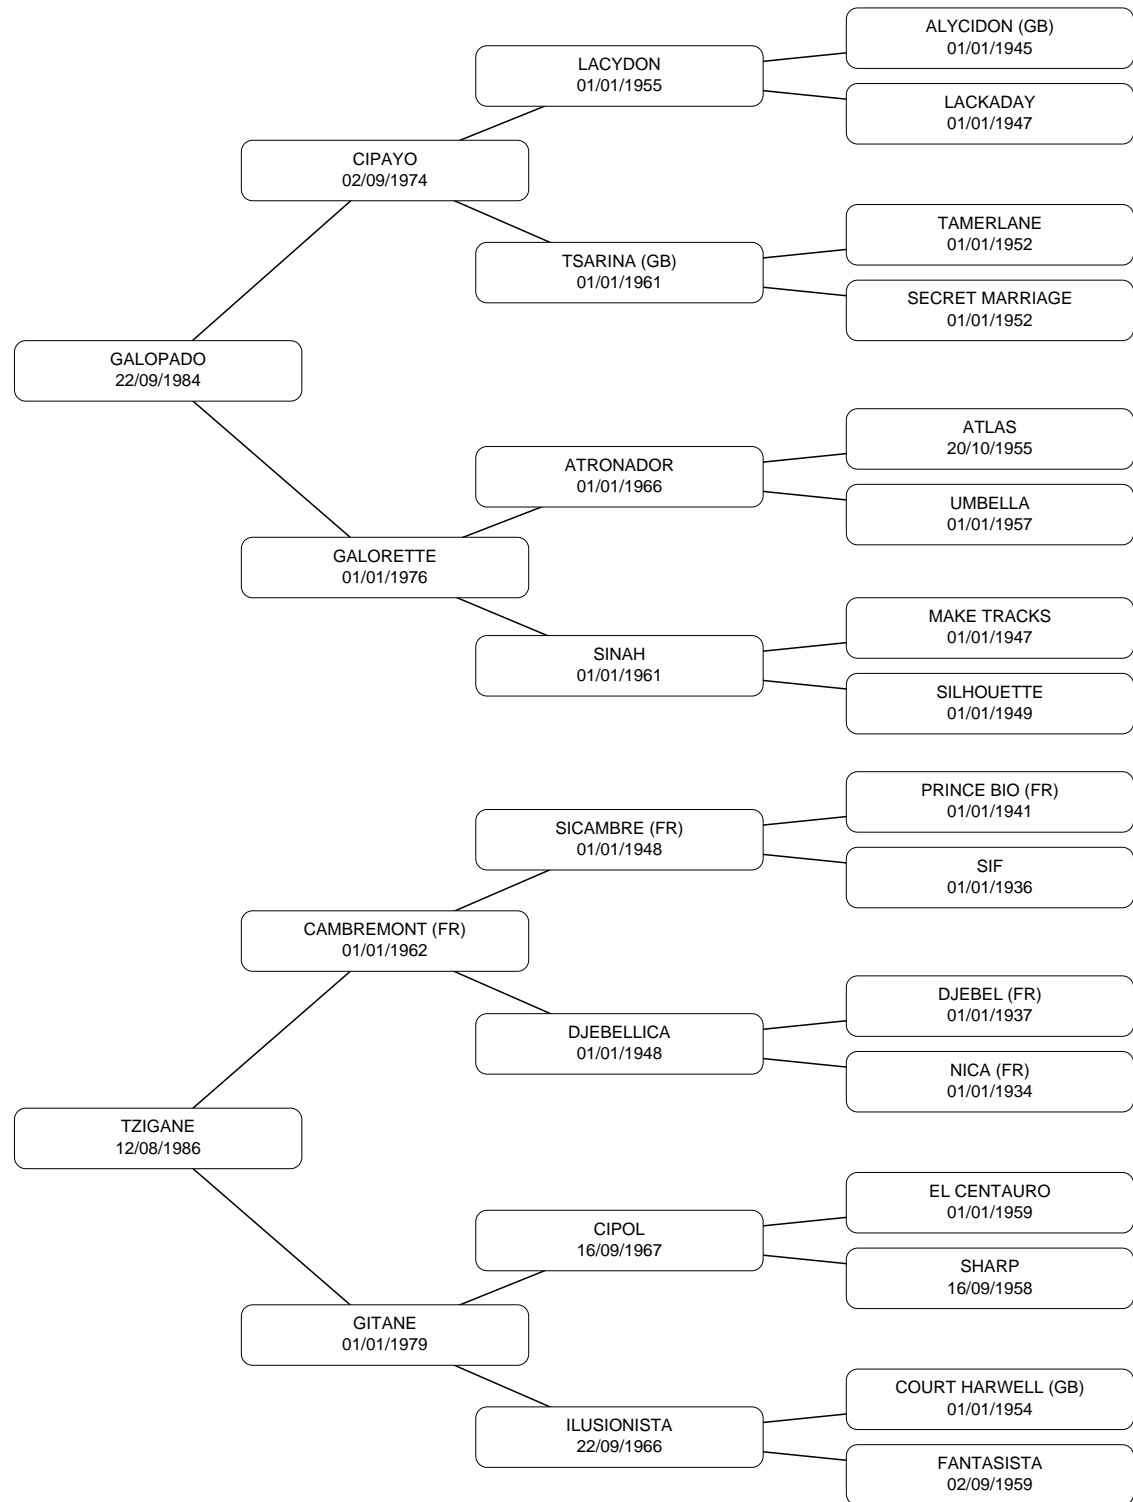 ALYCIDON (GB)
01/01/1945
LACYDON
01/01/1955
LACKADAY
01/01/1947
CIPAYO
02/09/1974
TAMERLANE
01/01/1952
TSARINA (GB)
01/01/1961
SECRET MARRIAGE
01/01/1952
GALOPADO
22/09/1984
ATLAS
20/10/1955
ATRONADOR
01/01/1966
UMBELLA
01/01/1957
GALORETTE
01/01/1976
MAKE TRACKS
01/01/1947
SINAH
01/01/1961
SILHOUETTE
01/01/1949
PRINCE BIO (FR)
01/01/1941
SICAMBRE (FR)
01/01/1948
SIF
01/01/1936
CAMBREMONT (FR)
01/01/1962
DJEBEL (FR)
01/01/1937
DJEBELLICA
01/01/1948
NICA (FR)
01/01/1934
TZIGANE
12/08/1986
EL CENTAURO
01/01/1959
CIPOL
16/09/1967
SHARP
16/09/1958
GITANE
01/01/1979
COURT HARWELL (GB)
01/01/1954
ILUSIONISTA
22/09/1966
FANTASISTA
02/09/1959